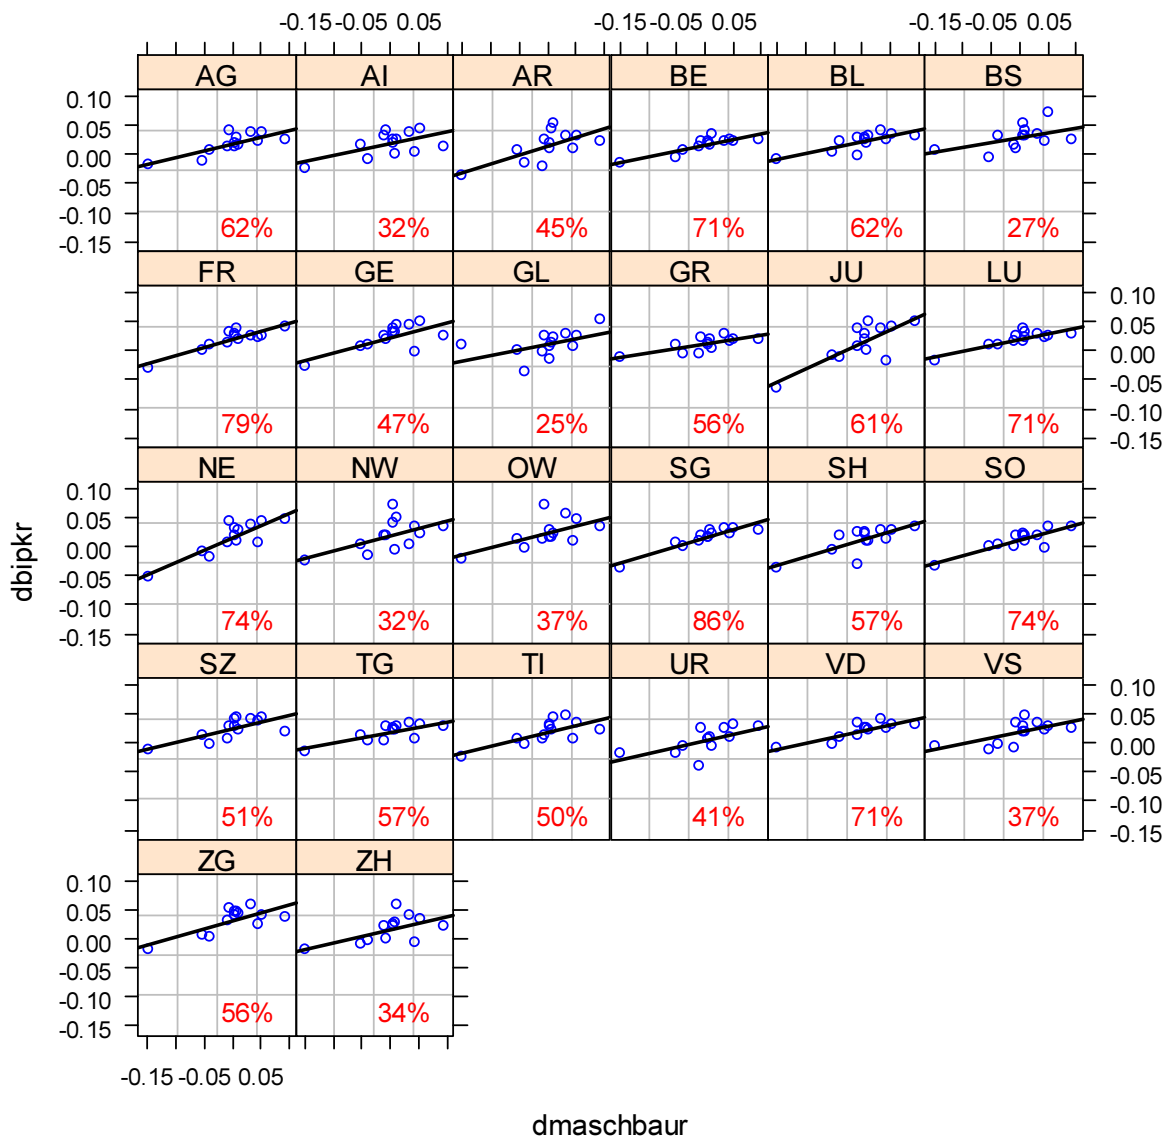 -0.15 -0.05 0.05 -0.15 -0.05 0.05 -0.15 -0.05 0.05
AG AI AR BE BL BS
0.10
0.05
0.00
-0.05
-0.10
-0.15
62% 32% 45% 71% 62% 27%
FR GE GL GR JU LU
0.10
0.05
0.00
-0.05
-0.10
-0.15
79% 47% 25% 56% 61% 71%
NE NW OW SG SH SO
0.10
0.05
0.00
-0.05
-0.10
-0.15
74% 32% 37% 86% 57% 74%
SZ TG TI UR VD VS
0.10
0.05
0.00
-0.05
-0.10
-0.15
51% 57% 50% 41% 71% 37%
ZG ZH
0.10
0.05
0.00
-0.05
-0.10
-0.15
56% 34%
-0.15 -0.05 0.05
dbipkr
dmaschbaur